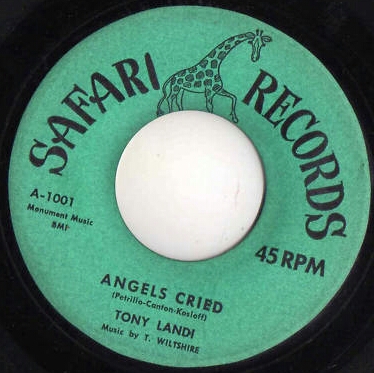 SAFARI RECORDS
A-1001
Monument Music
BMI
45 RPM
ANGELS CRIED
(Petrillo-Canton-Kosloff)
TONY LANDI
Music by T. WILTSHIRE